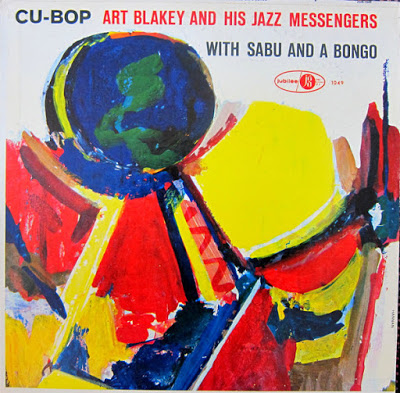 CU-BOP ART BLAKEY AND HIS JAZZ MESSENGERS
WITH SABU AND A BONGO
jubilee
1049